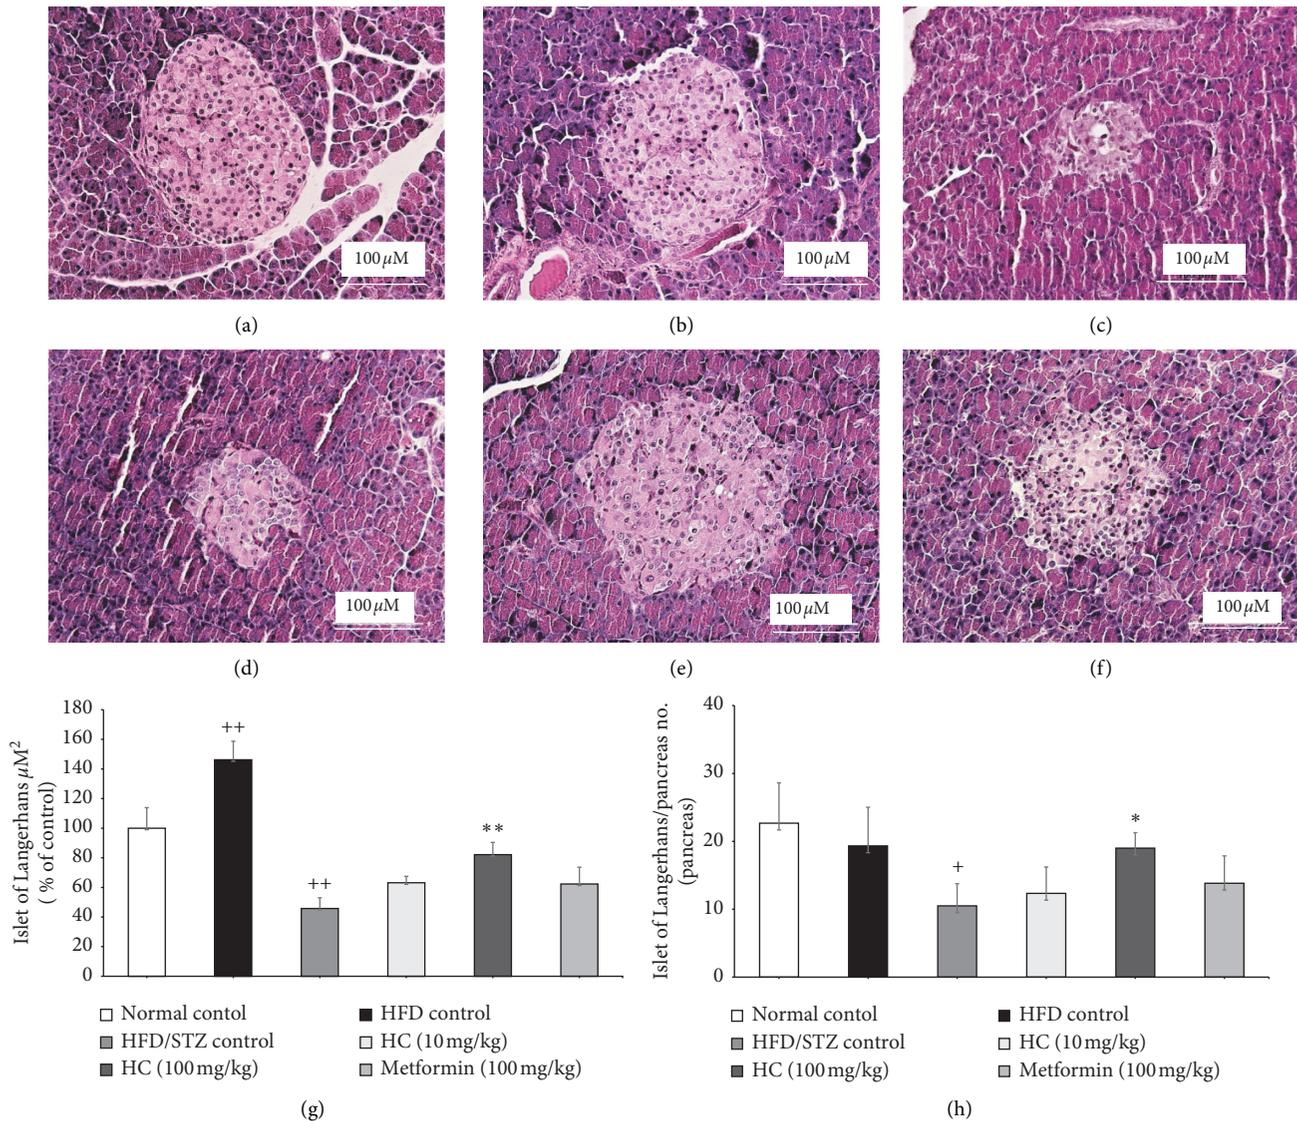 100 µM
100 µM
100 µM
(a)
(b)
(c)
100 µM
100 µM
100 µM
(d)
(e)
(f)
Islet of Langerhans µM²
( % of control)
180
160
140
120
100
80
60
40
20
0
++
++
**
Normal contol
HFD control
HFD/STZ control
HC (10 mg/kg)
HC (100 mg/kg)
Metformin (100 mg/kg)
(g)
Islet of Langerhans/pancreas no.
(pancreas)
40
30
20
10
0
+
*
Normal contol
HFD control
HFD/STZ control
HC (10 mg/kg)
HC (100 mg/kg)
Metformin (100 mg/kg)
(h)